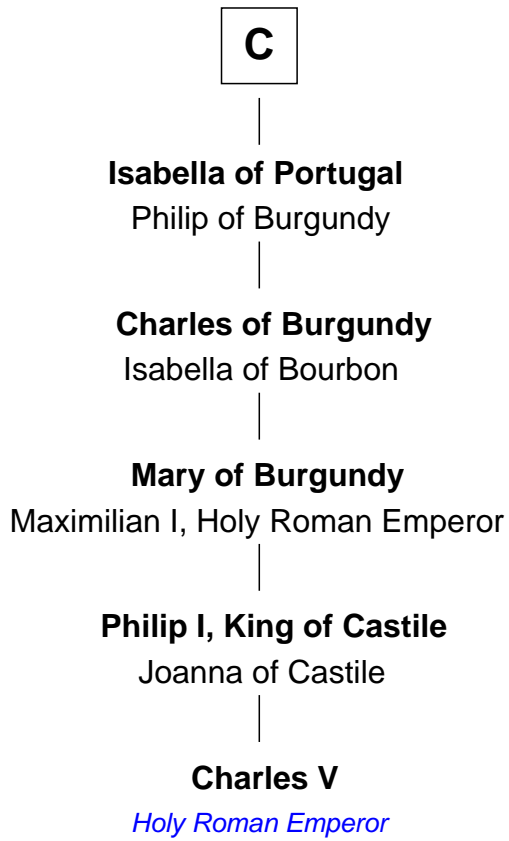 C
Isabella of Portugal
Philip of Burgundy
Charles of Burgundy
Isabella of Bourbon
Mary of Burgundy
Maximilian I, Holy Roman Emperor
Philip I, King of Castile
Joanna of Castile
Charles V
Holy Roman Emperor